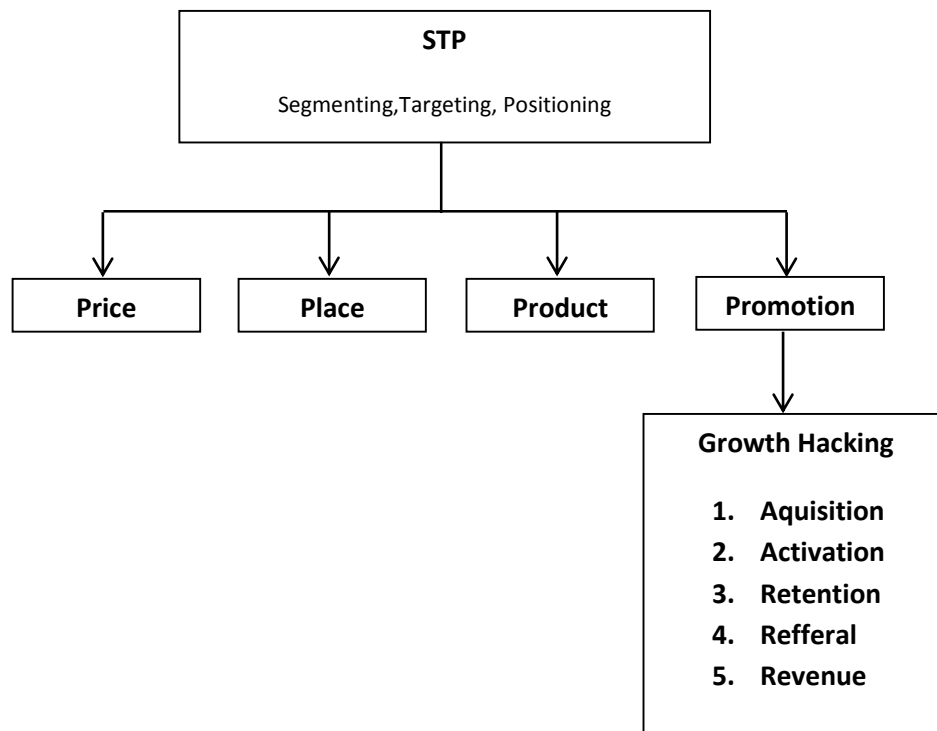 STP
Segmenting,Targeting, Positioning
Price
Place
Product
Promotion
Growth Hacking
1. Aquisition
2. Activation
3. Retention
4. Refferal
5. Revenue